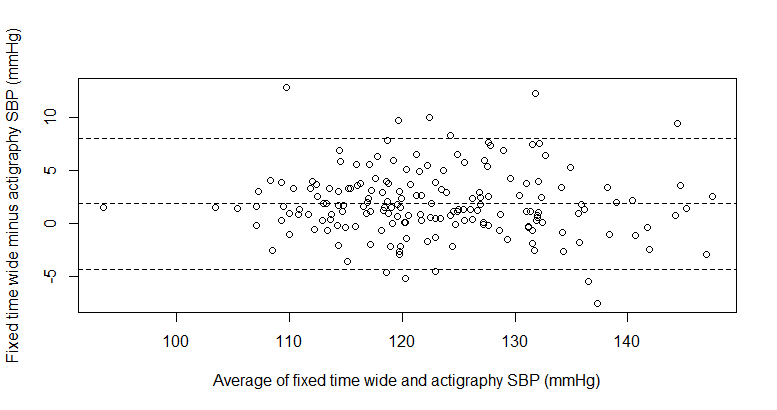 Fixed time wide minus actigraphy SBP (mmHg)
10
5
0
-5
100 110 120 130 140
Average of fixed time wide and actigraphy SBP (mmHg)